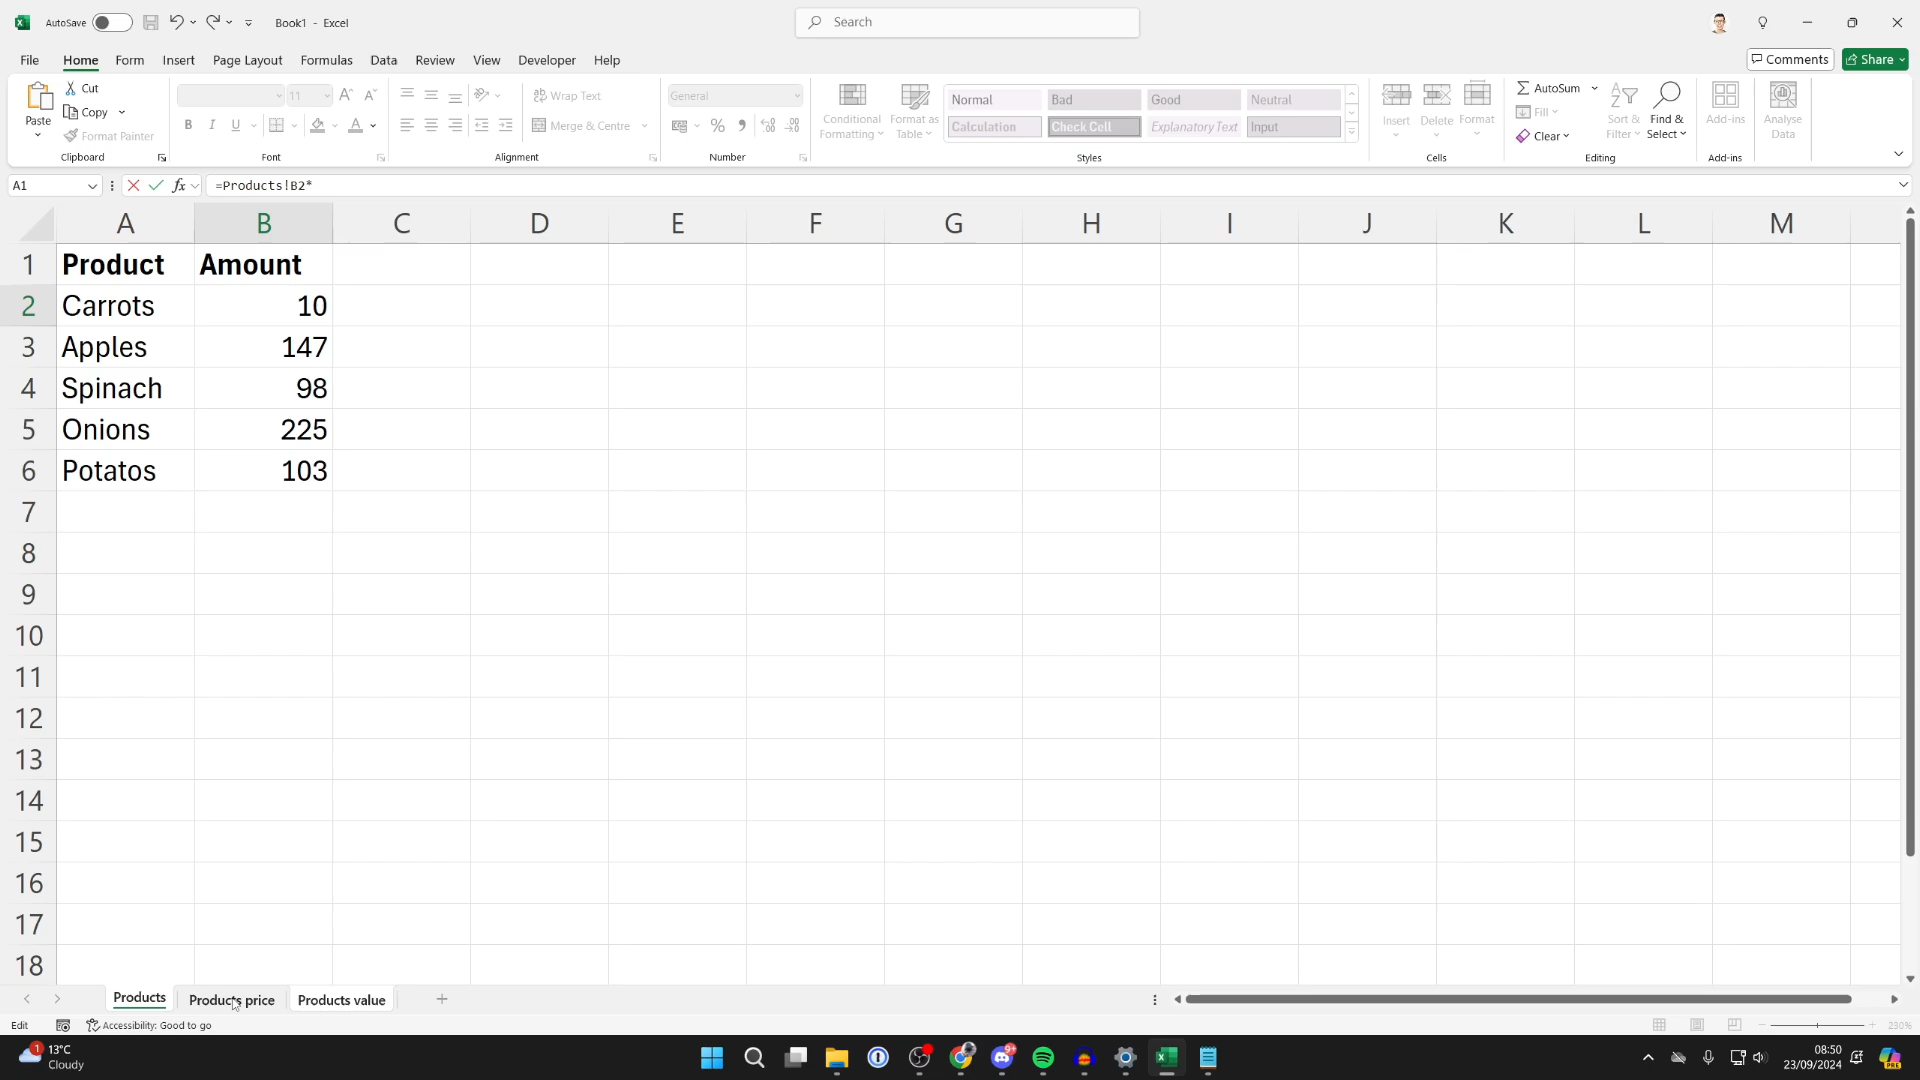 AutoSave
Book1 - Excel
Search
File Home Form Insert Page Layout Formulas Data Review View Developer Help
Comments Share
Paste
Cut
Copy
Format Painter
Clipboard
11
B I U
Font
Wrap Text
Merge & Centre
Alignment
General
Number
Conditional Formatting
Format as Table
Normal Bad Good Neutral
Calculation Check Cell Explanatory Text Input
Styles
Insert Delete Format
Cells
AutoSum
Fill
Clear
Sort & Filter
Find & Select
Editing
Add-ins
Add-ins
Analyse Data
A1
fx
=Products!B2*
A B C D E F G H I J K L M
1 Product Amount
2 Carrots 10
3 Apples 147
4 Spinach 98
5 Onions 225
6 Potatos 103
7
8
9
10
11
12
13
14
15
16
17
18
Products Products price Products value
Edit
Accessibility: Good to go
230%
1
13°C
Cloudy
9+
08:50
23/09/2024
PRE